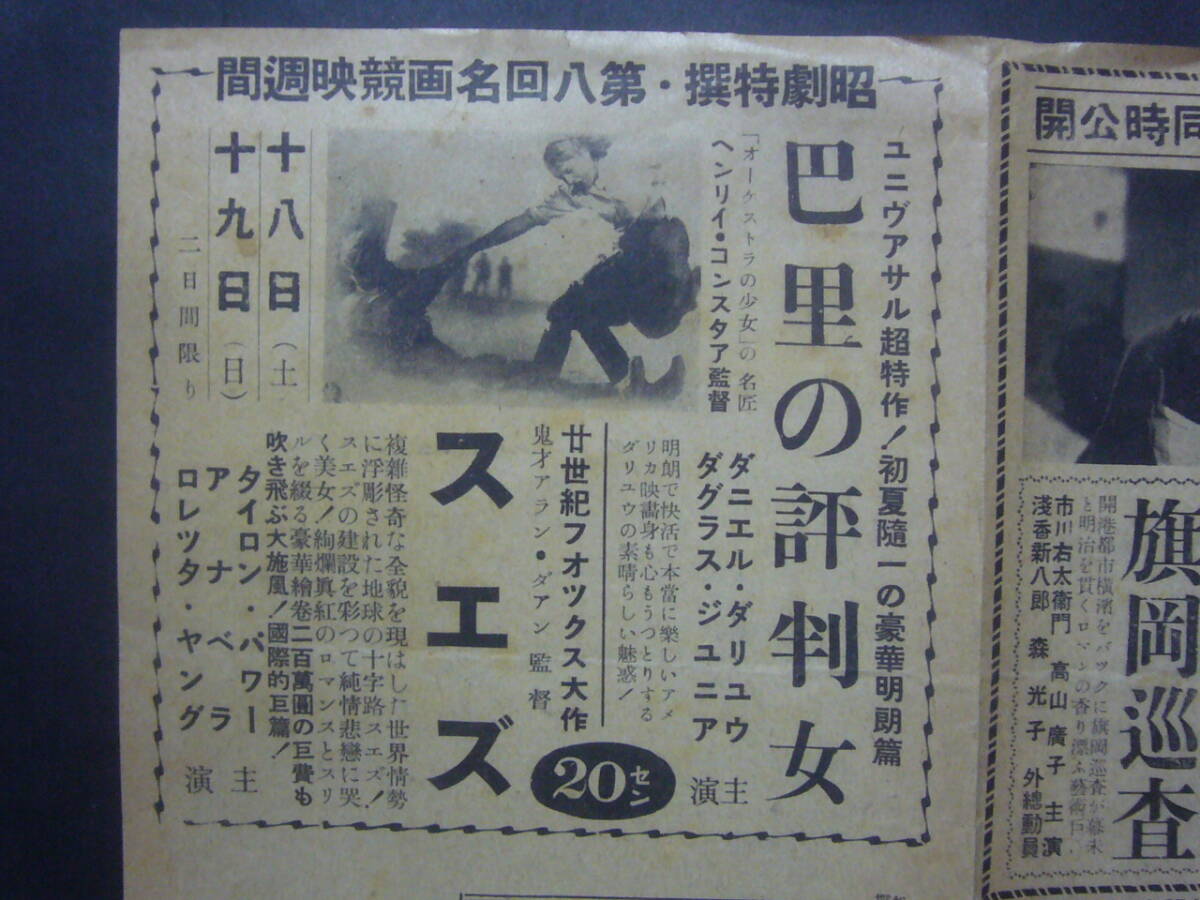 昭劇特撰・第八回名画競映週間
ユニヴアサル超特作！初夏随一の豪華明朗篇
巴里の評判女
「オーケストラの少女」の名匠
ヘンリイ・コンスタア監督
ダニエル・ダリユウ
ダグラス・ジユニア
主演
明朗で快活で本當に樂しいアメ
リカ映畫身も心もうつとりする
ダリユウの素晴らしい魅惑！
十八日（土
十九日（日）
二日間限り
廿世紀フオツクス大作
鬼才アラン・ダアン監督
スエズ
20セン
複雑怪奇な全貌を現はした世界情勢
に浮彫された地球の十字路スエズ！
スエズの建設を彩つて純情悲戀に哭
く美女！絢爛眞紅のロマンスとスリ
ルを綴る豪華繪卷二百萬圓の巨費も
吹き飛ぶ大旋風！國際的巨篇！
タイロン・パワー
アナベラ
ロレツタ・ヤング
主演
同時公開
旗岡巡査
開港都市横濱をバツクに旗岡巡査が幕末
と明治を貫くロマンの香り漂ふ藝術巨
市川右太衛門 高山廣子 主演
淺香新八郎 森光子 外總動員